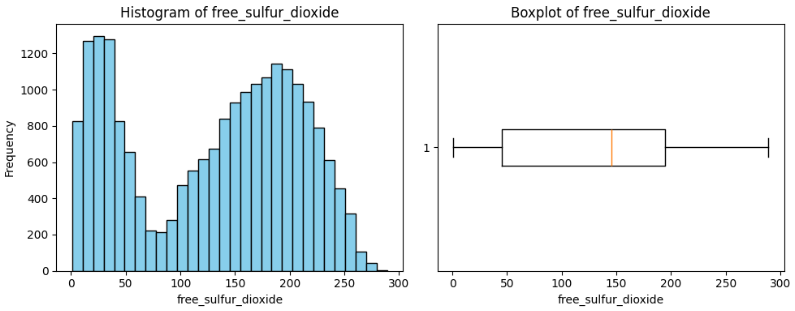 Histogram of free_sulfur_dioxide
Frequency
1200
1000
800
600
400
200
0
0 50 100 150 200 250 300
free_sulfur_dioxide
Boxplot of free_sulfur_dioxide
1
0 50 100 150 200 250 300
free_sulfur_dioxide